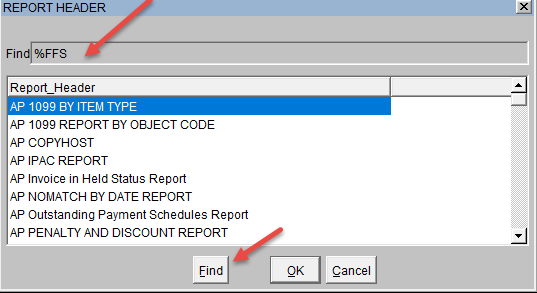 REPORT HEADER
Find %FFS
Report_Header
AP 1099 BY ITEM TYPE
AP 1099 REPORT BY OBJECT CODE
AP COPYHOST
AP IPAC REPORT
AP Invoice in Held Status Report
AP NOMATCH BY DATE REPORT
AP Outstanding Payment Schedules Report
AP PENALTY AND DISCOUNT REPORT
Find OK Cancel